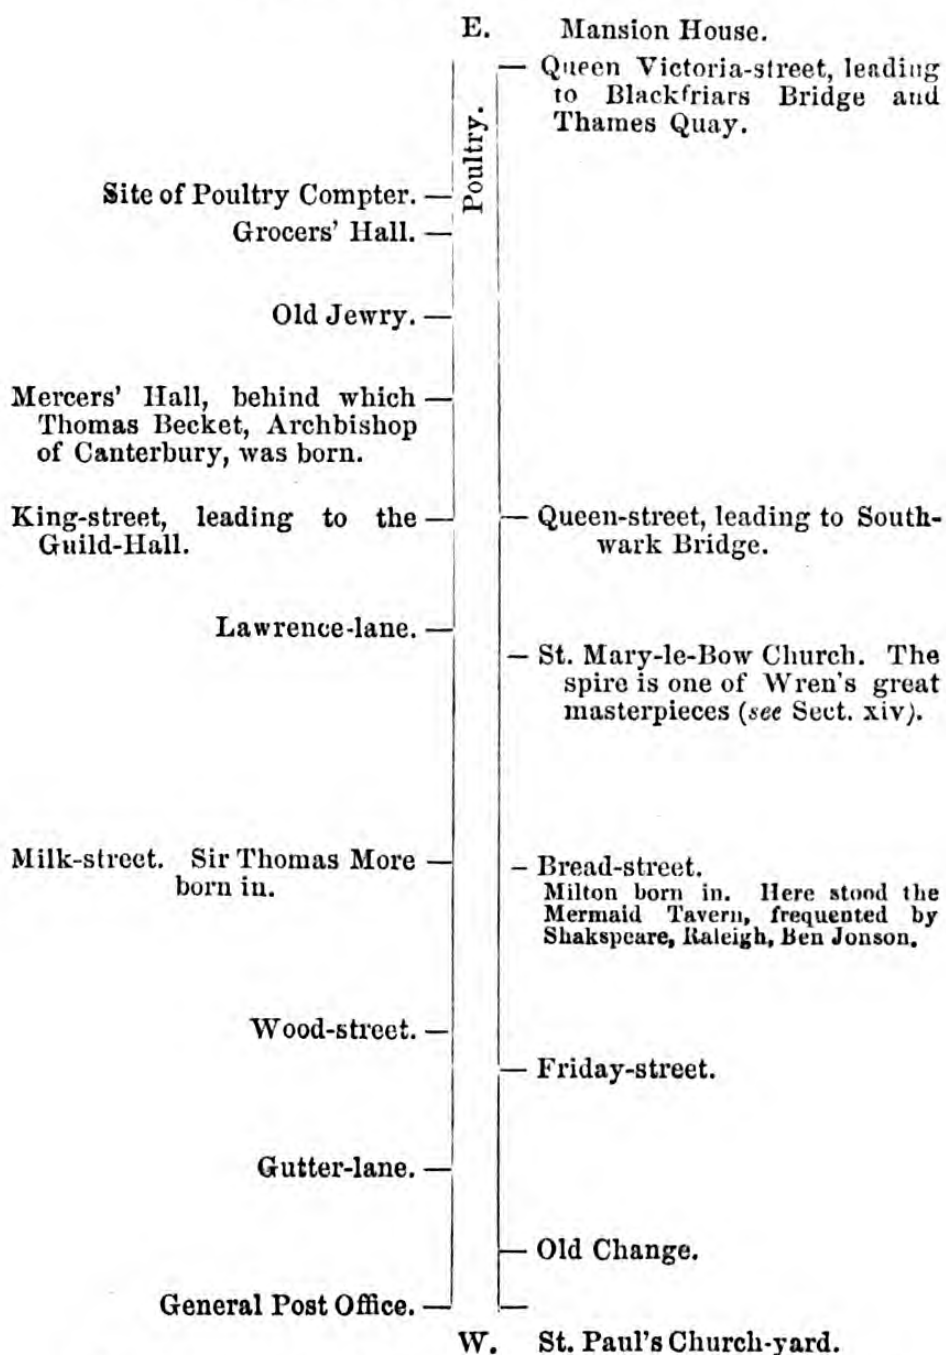 E. Mansion House.
Queen Victoria-street, leading
to Blackfriars Bridge and
Thames Quay.
Poultry.
Site of Poultry Compter.
Grocers' Hall.
Old Jewry.
Mercers' Hall, behind which
Thomas Becket, Archbishop
of Canterbury, was born.
King-street, leading to the
Guild-Hall.
Queen-street, leading to South-
wark Bridge.
Lawrence-lane.
St. Mary-le-Bow Church. The
spire is one of Wren's great
masterpieces (see Sect. xiv).
Milk-street. Sir Thomas More
born in.
Bread-street.
Milton born in. Here stood the
Mermaid Tavern, frequented by
Shakspeare, Raleigh, Ben Jonson.
Wood-street.
Friday-street.
Gutter-lane.
Old Change.
General Post Office.
W. St. Paul's Church-yard.